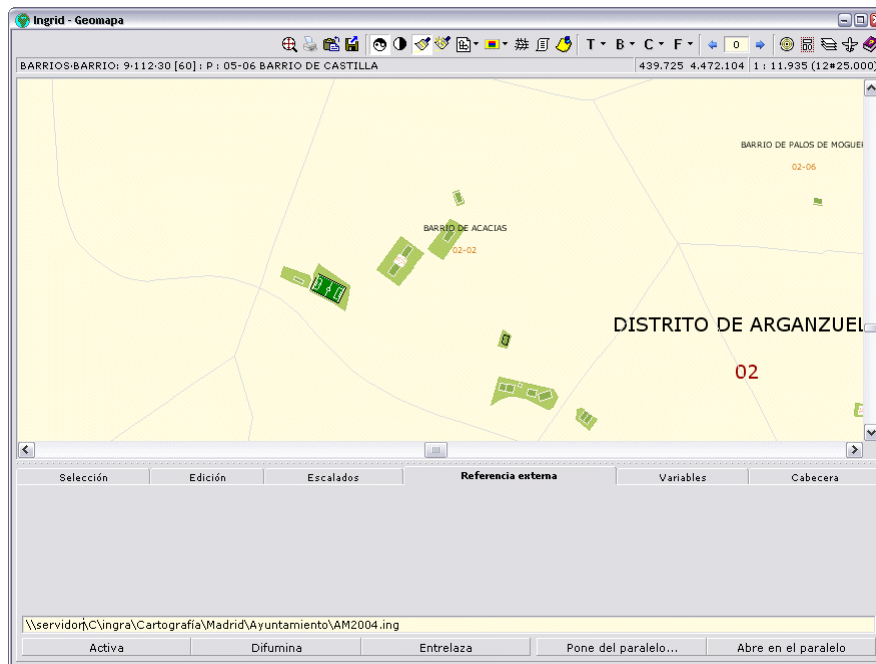 Ingrid - Geomapa
T B C F 0
BARRIOS·BARRIO: 9·112·30 [60] : P : 05-06 BARRIO DE CASTILLA 439.725 4.472.104 1 : 11.935 (12#25.000)
BARRIO DE PALOS DE MOGUE
02-06
BARRIO DE ACACIAS
02-02
DISTRITO DE ARGANZUEL
02
Selección Edición Escalados Referencia externa Variables Cabecera
\\servidor\C\ingra\Cartografía\Madrid\Ayuntamiento\AM2004.ing
Activa Difumina Entrelaza Pone del paralelo... Abre en el paralelo